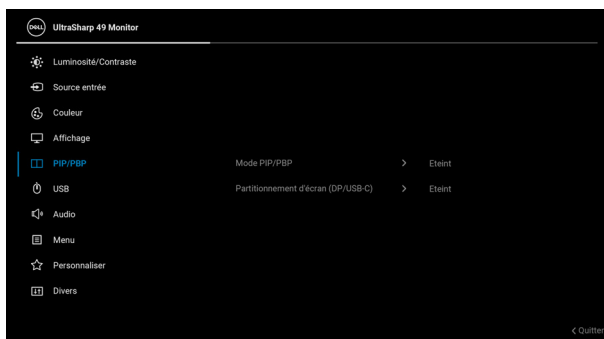 DELL UltraSharp 49 Monitor
Luminosité/Contraste
Source entrée
Couleur
Affichage
PIP/PBP Mode PIP/PBP > Eteint
USB Partitionnement d'écran (DP/USB-C) > Eteint
Audio
Menu
Personnaliser
Divers
< Quitter